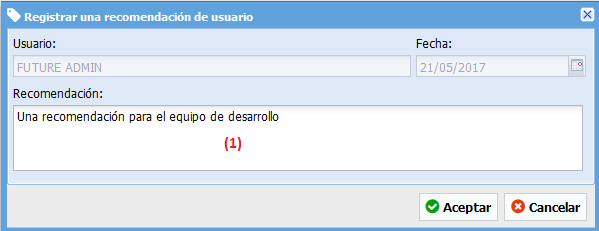 Registrar una recomendación de usuario
Usuario: Fecha:
FUTURE ADMIN 21/05/2017
Recomendación:
Una recomendación para el equipo de desarrollo
(1)
Aceptar Cancelar